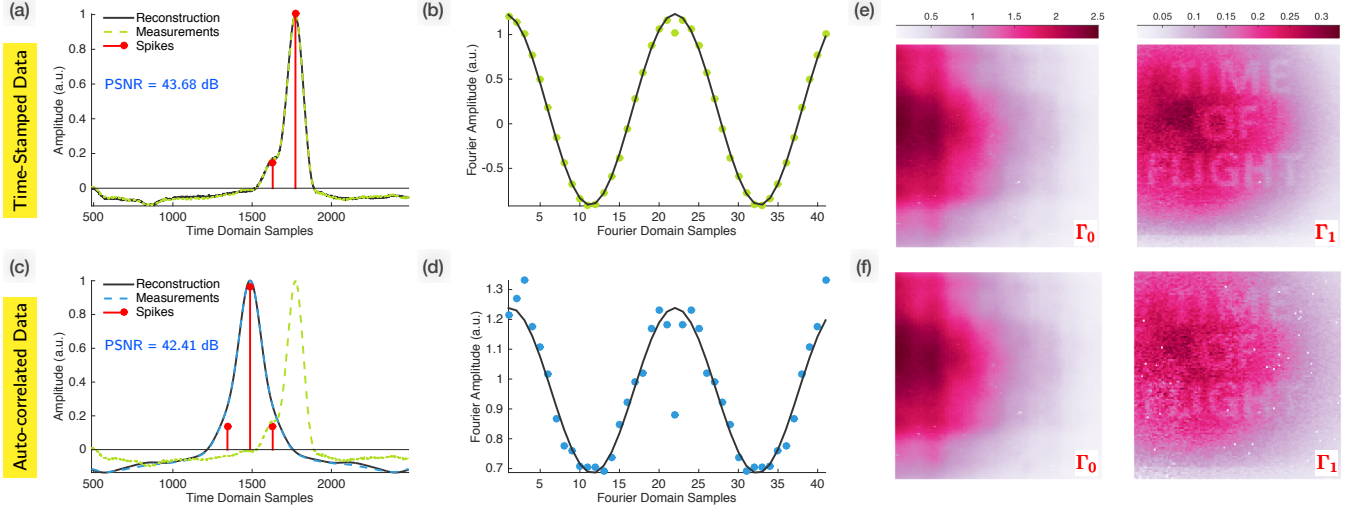 Time-Stamped Data
(a)
Reconstruction
Measurements
Spikes
PSNR = 43.68 dB
Amplitude (a.u.)
1
0.8
0.6
0.4
0.2
0
500 1000 1500 2000
Time Domain Samples
(b)
Fourier Amplitude (a.u.)
1
0.5
0
-0.5
5 10 15 20 25 30 35 40
Fourier Domain Samples
(e)
0.5 1 1.5 2 2.5
Γ0
0.05 0.1 0.15 0.2 0.25 0.3
TIME
OF
FLIGHT
Γ1
Auto-correlated Data
(c)
Reconstruction
Measurements
Spikes
PSNR = 42.41 dB
Amplitude (a.u.)
1
0.8
0.6
0.4
0.2
0
500 1000 1500 2000
Time Domain Samples
(d)
Fourier Amplitude (a.u.)
1.3
1.2
1.1
1.0
0.9
0.8
0.7
5 10 15 20 25 30 35 40
Fourier Domain Samples
(f)
Γ0
TIME
OF
LIGHT
Γ1